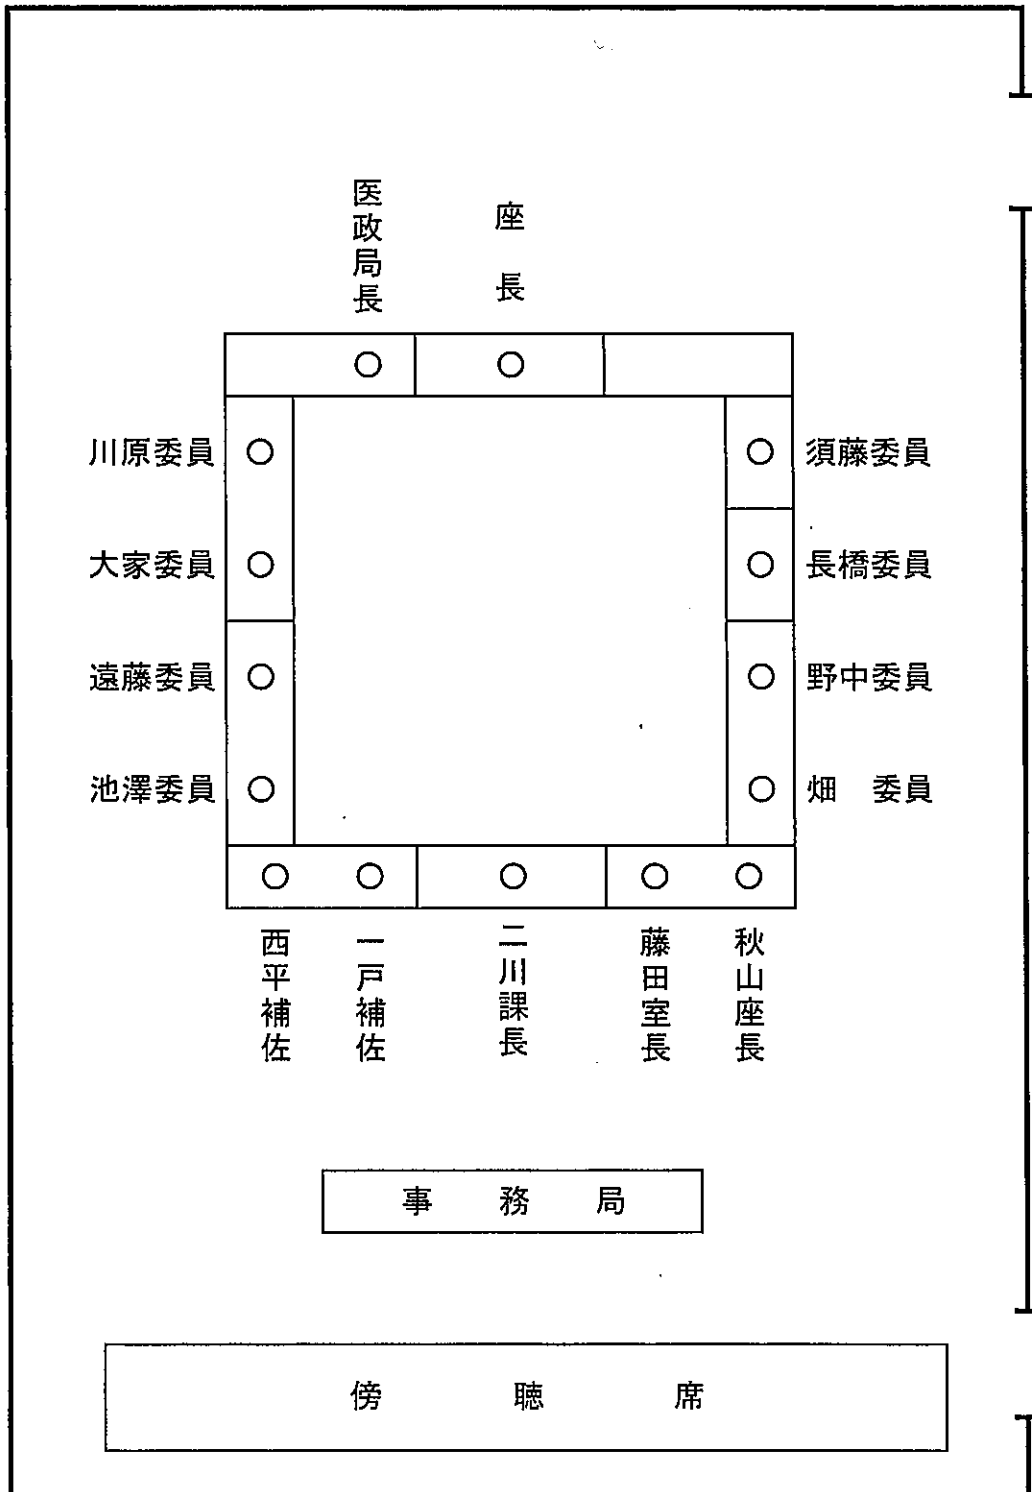 医政局長
座　長
川原委員
須藤委員
大家委員
長橋委員
遠藤委員
野中委員
池澤委員
畑　委員
西平補佐
一戸補佐
二川課長
藤田室長
秋山座長
事　務　局
傍　聴　席